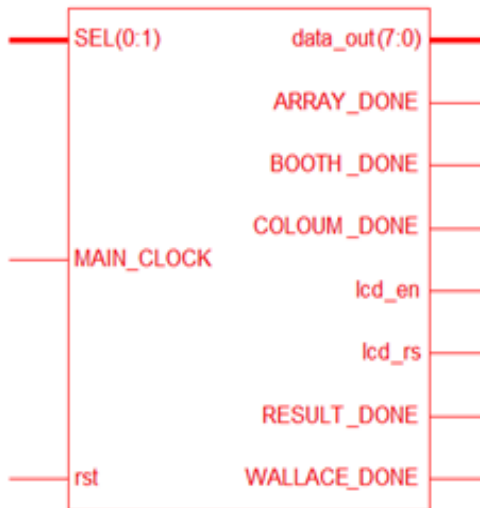 SEL(0:1) data_out(7:0)
ARRAY_DONE
BOOTH_DONE
COLOUM_DONE
MAIN_CLOCK
lcd_en
lcd_rs
RESULT_DONE
rst WALLACE_DONE